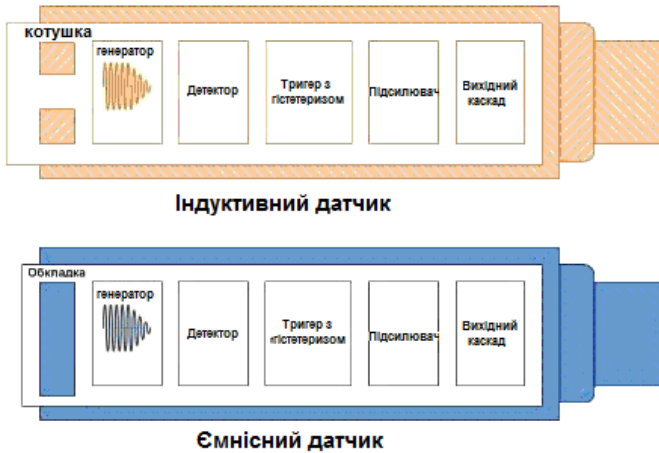 котушка
генератор
Детектор
Тригер з
гістетеризом
Підсилювач
Вихідний
каскад
Індуктивний датчик
Обкладка
генератор
Детектор
Тригер з
гістетеризом
Підсилювач
Вихідний
каскад
Ємнісний датчик